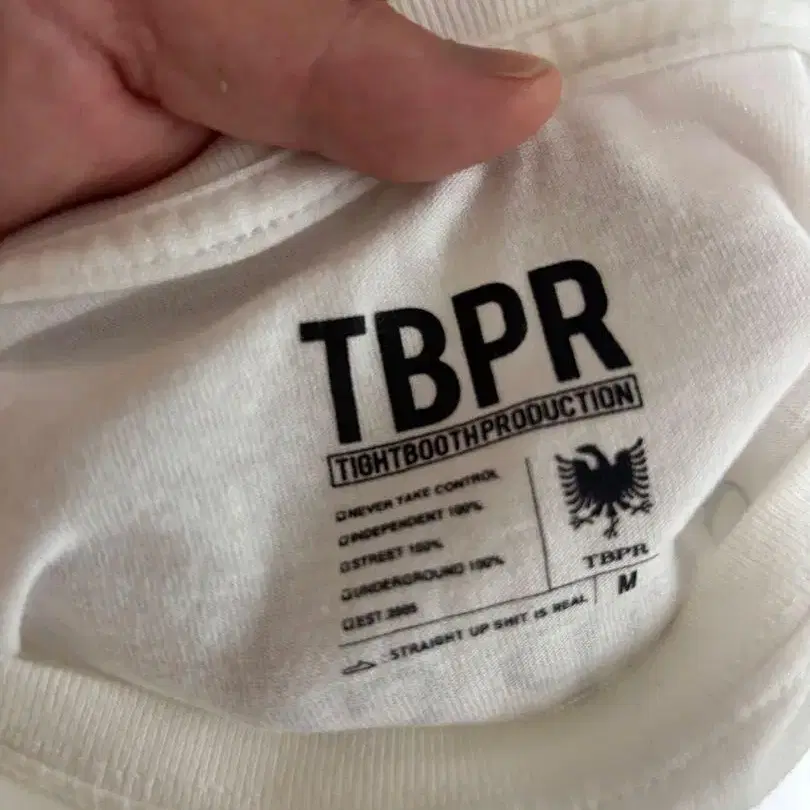 TBPR
TIGHTBOOTHPRODUCTION
NEVER TAKE CONTROL
INDEPENDENT 100%
STREET 100%
UNDERGROUND 100%
EST.2005
TBPR
STRAIGHT UP SHIT IS REAL
M